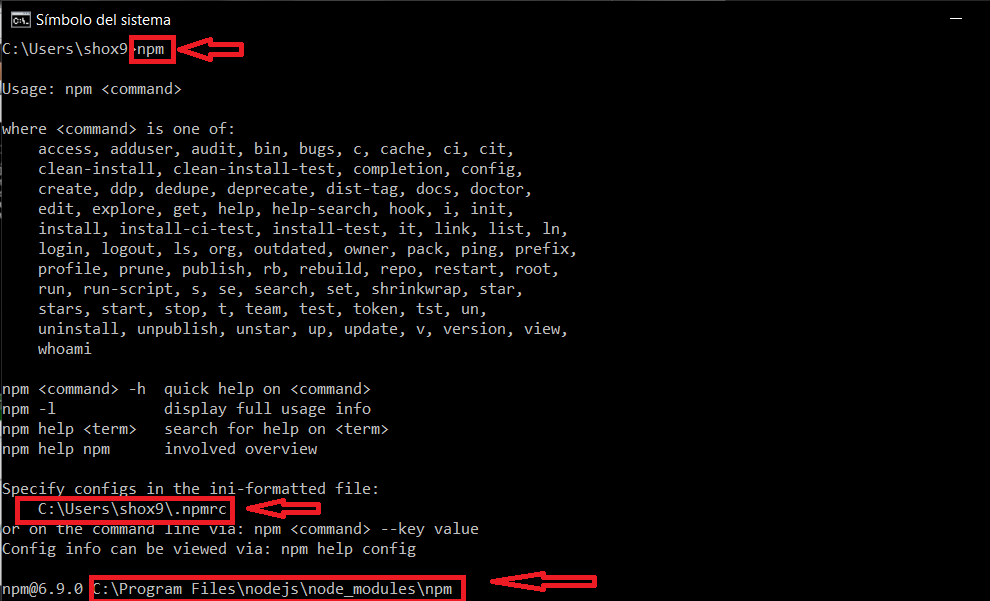 Símbolo del sistema
C:\Users\shox9>npm
Usage: npm <command>
where <command> is one of:
access, adduser, audit, bin, bugs, c, cache, ci, cit,
clean-install, clean-install-test, completion, config,
create, ddp, dedupe, deprecate, dist-tag, docs, doctor,
edit, explore, get, help, help-search, hook, i, init,
install, install-ci-test, install-test, it, link, list, ln,
login, logout, ls, org, outdated, owner, pack, ping, prefix,
profile, prune, publish, rb, rebuild, repo, restart, root,
run, run-script, s, se, search, set, shrinkwrap, star,
stars, start, stop, t, team, test, token, tst, un,
uninstall, unpublish, unstar, up, update, v, version, view,
whoami
npm <command> -h  quick help on <command>
npm -l            display full usage info
npm help <term>   search for help on <term>
npm help npm      involved overview
Specify configs in the ini-formatted file:
C:\Users\shox9\.npmrc
or on the command line via: npm <command> --key value
Config info can be viewed via: npm help config
npm@6.9.0 C:\Program Files\nodejs\node_modules\npm